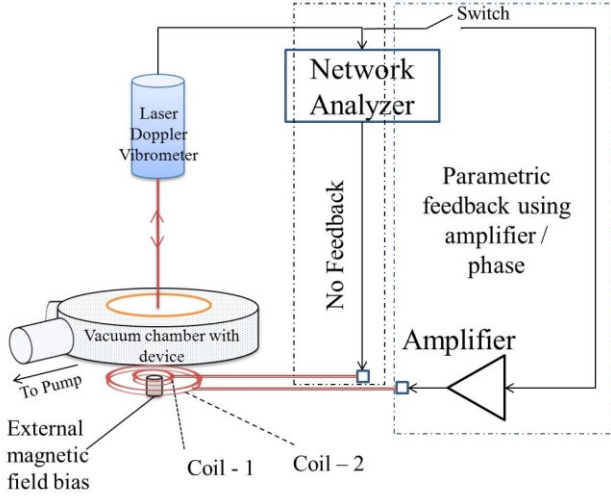 Switch
Network
Analyzer
Laser
Doppler
Vibrometer
No Feedback
Parametric
feedback using
amplifier /
phase
Vacuum chamber with
device
Amplifier
To Pump
External
magnetic
field bias
Coil - 1
Coil – 2